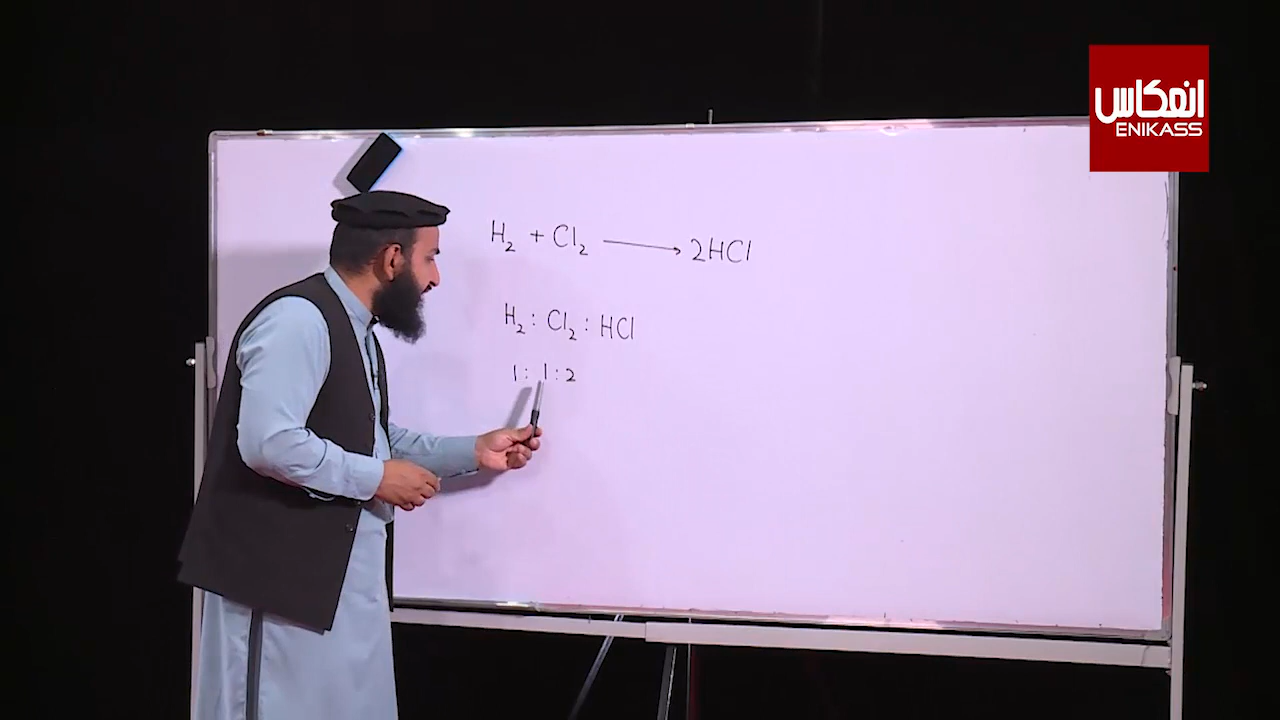 انعکاس
ENIKASS
H₂ + Cl₂ ⟶ 2HCl
H₂ : Cl₂ : HCl
1 : 1 : 2